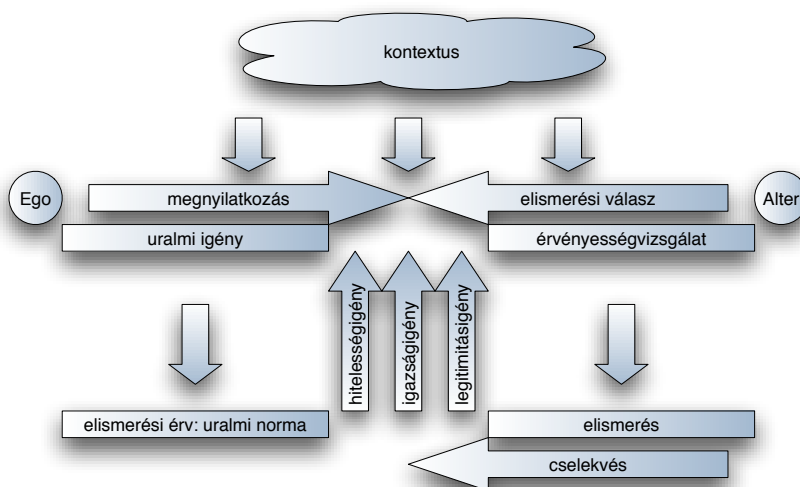 kontextus
Ego
megnyilatkozás
elismerési válasz
Alter
uralmi igény
érvényességvizsgálat
hitelességigény
igazságigény
legitimitásigény
elismerési érv: uralmi norma
elismerés
cselekvés